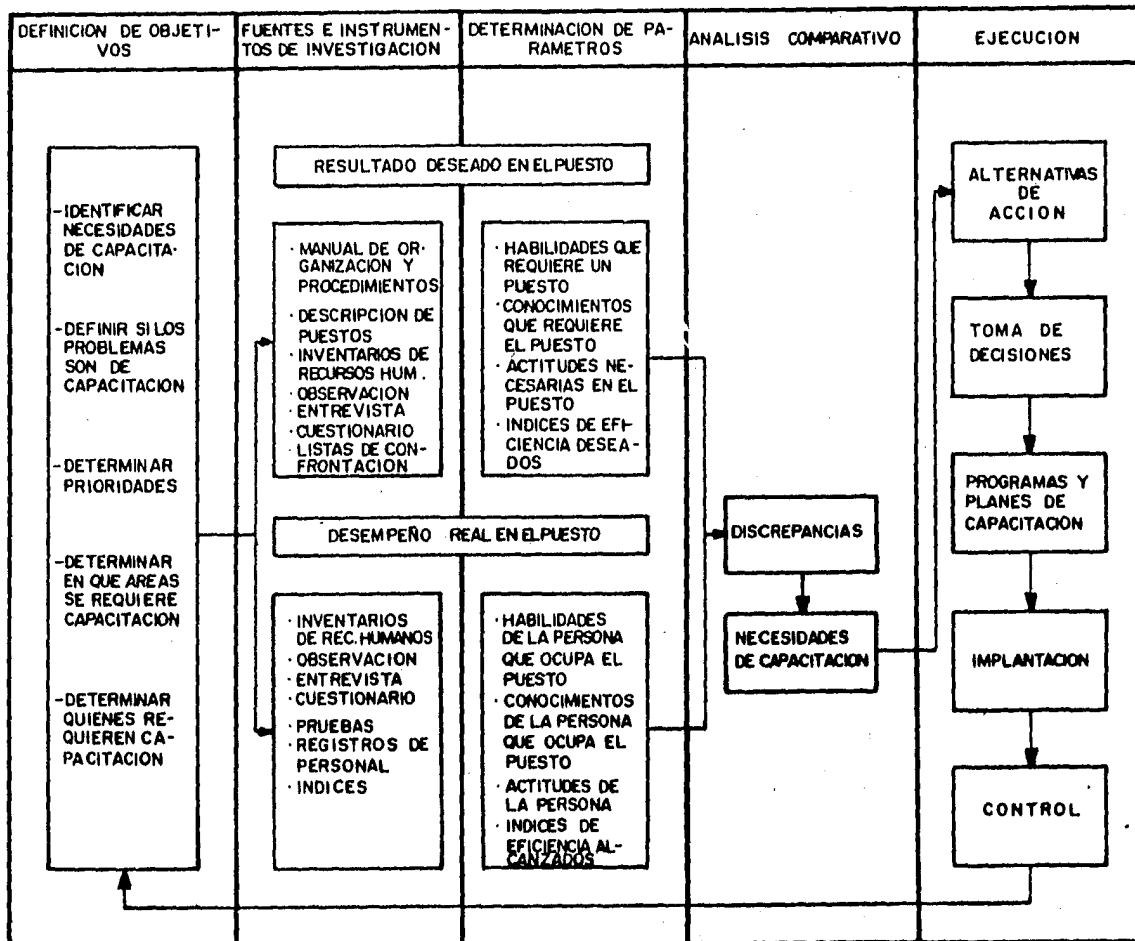 DEFINICION DE OBJETI-
VOS
FUENTES E INSTRUMEN-
TOS DE INVESTIGACION
DETERMINACION DE PA-
RAMETROS
ANALISIS COMPARATIVO
EJECUCION
-IDENTIFICAR
NECESIDADES
DE CAPACITA-
CION
-DEFINIR SI LOS
PROBLEMAS
SON DE
CAPACITACION
-DETERMINAR
PRIORIDADES
-DETERMINAR
EN QUE AREAS
SE REQUIERE
CAPACITACION
-DETERMINAR
QUIENES RE-
QUIEREN CA-
PACITACION
RESULTADO DESEADO EN EL PUESTO
· MANUAL DE OR-
GANIZACION Y
PROCEDIMIENTOS
· DESCRIPCION DE
PUESTOS
· INVENTARIOS DE
RECURSOS HUM.
· OBSERVACION
· ENTREVISTA
· CUESTIONARIO
· LISTAS DE CON-
FRONTACION
· HABILIDADES QUE
REQUIERE UN
PUESTO
· CONOCIMIENTOS
QUE REQUIERE
EL PUESTO
· ACTITUDES NE-
CESARIAS EN EL
PUESTO
· INDICES DE EFI-
CIENCIA DESEA-
DOS
DESEMPEÑO REAL EN EL PUESTO
· INVENTARIOS
DE REC. HUMANOS
· OBSERVACION
· ENTREVISTA
· CUESTIONARIO
· PRUEBAS
· REGISTROS DE
PERSONAL
· INDICES
· HABILIDADES
DE LA PERSONA
QUE OCUPA EL
PUESTO
· CONOCIMIENTOS
DE LA PERSONA
QUE OCUPA EL
PUESTO
· ACTITUDES DE
LA PERSONA
· INDICES DE
EFICIENCIA AL-
CANZADOS
DISCREPANCIAS
NECESIDADES
DE CAPACITACION
ALTERNATIVAS
DE
ACCION
TOMA DE
DECISIONES
PROGRAMAS Y
PLANES DE
CAPACITACION
IMPLANTACION
CONTROL